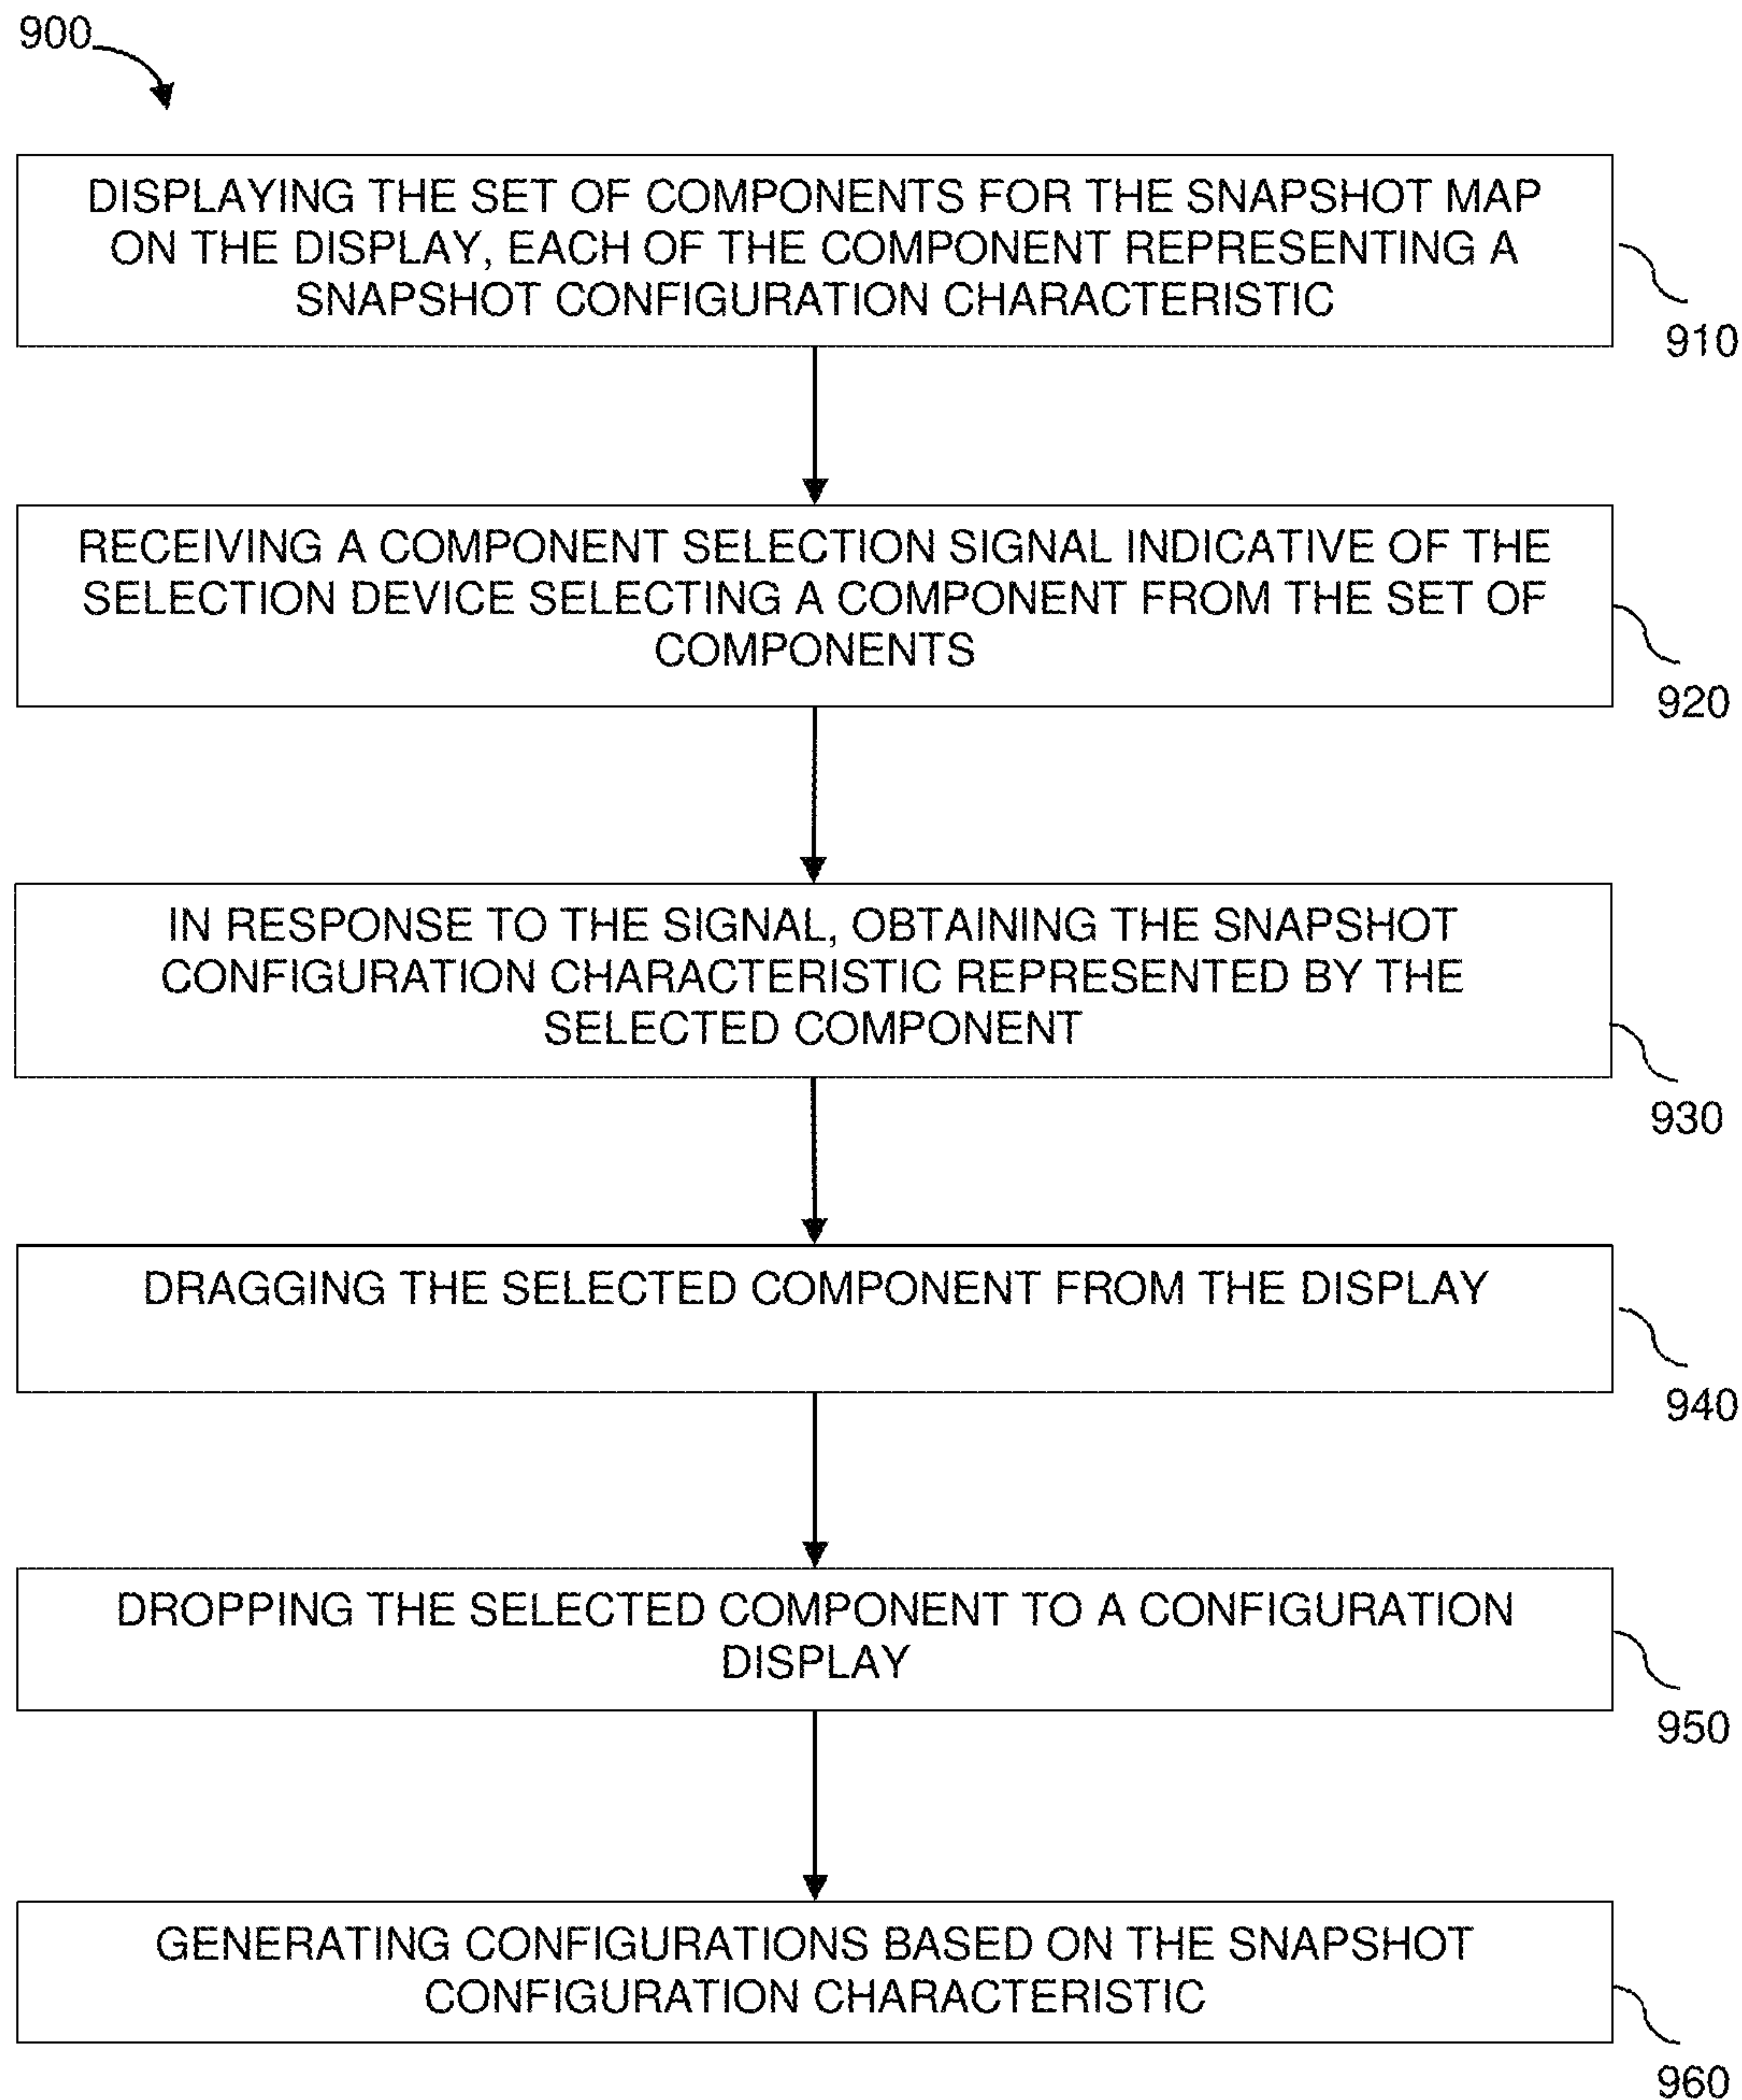 900
DISPLAYING THE SET OF COMPONENTS FOR THE SNAPSHOT MAP
ON THE DISPLAY, EACH OF THE COMPONENT REPRESENTING A
SNAPSHOT CONFIGURATION CHARACTERISTIC
910
RECEIVING A COMPONENT SELECTION SIGNAL INDICATIVE OF THE
SELECTION DEVICE SELECTING A COMPONENT FROM THE SET OF
COMPONENTS
920
IN RESPONSE TO THE SIGNAL, OBTAINING THE SNAPSHOT
CONFIGURATION CHARACTERISTIC REPRESENTED BY THE
SELECTED COMPONENT
930
DRAGGING THE SELECTED COMPONENT FROM THE DISPLAY
940
DROPPING THE SELECTED COMPONENT TO A CONFIGURATION
DISPLAY
950
GENERATING CONFIGURATIONS BASED ON THE SNAPSHOT
CONFIGURATION CHARACTERISTIC
960